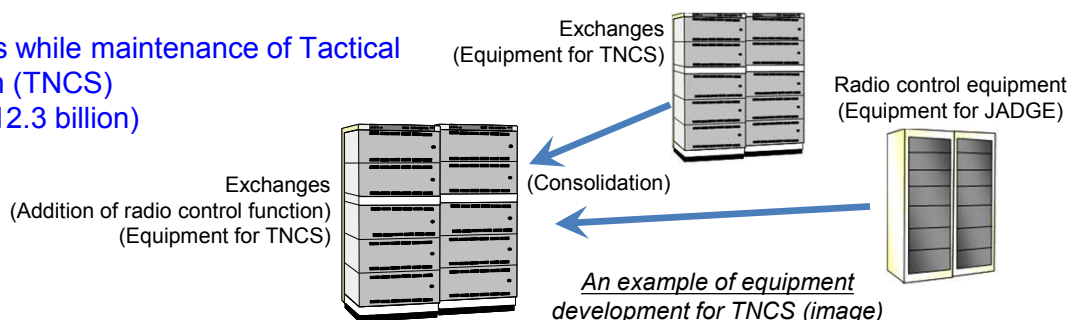 s while maintenance of Tactical
(TNCS)
12.3 billion)
Exchanges
(Equipment for TNCS)
Radio control equipment
(Equipment for JADGE)
Exchanges
(Addition of radio control function)
(Equipment for TNCS)
(Consolidation)
An example of equipment
development for TNCS (image)